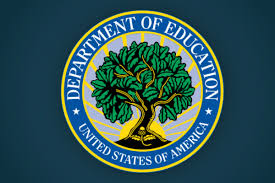 DEPARTMENT OF EDUCATION
UNITED STATES OF AMERICA